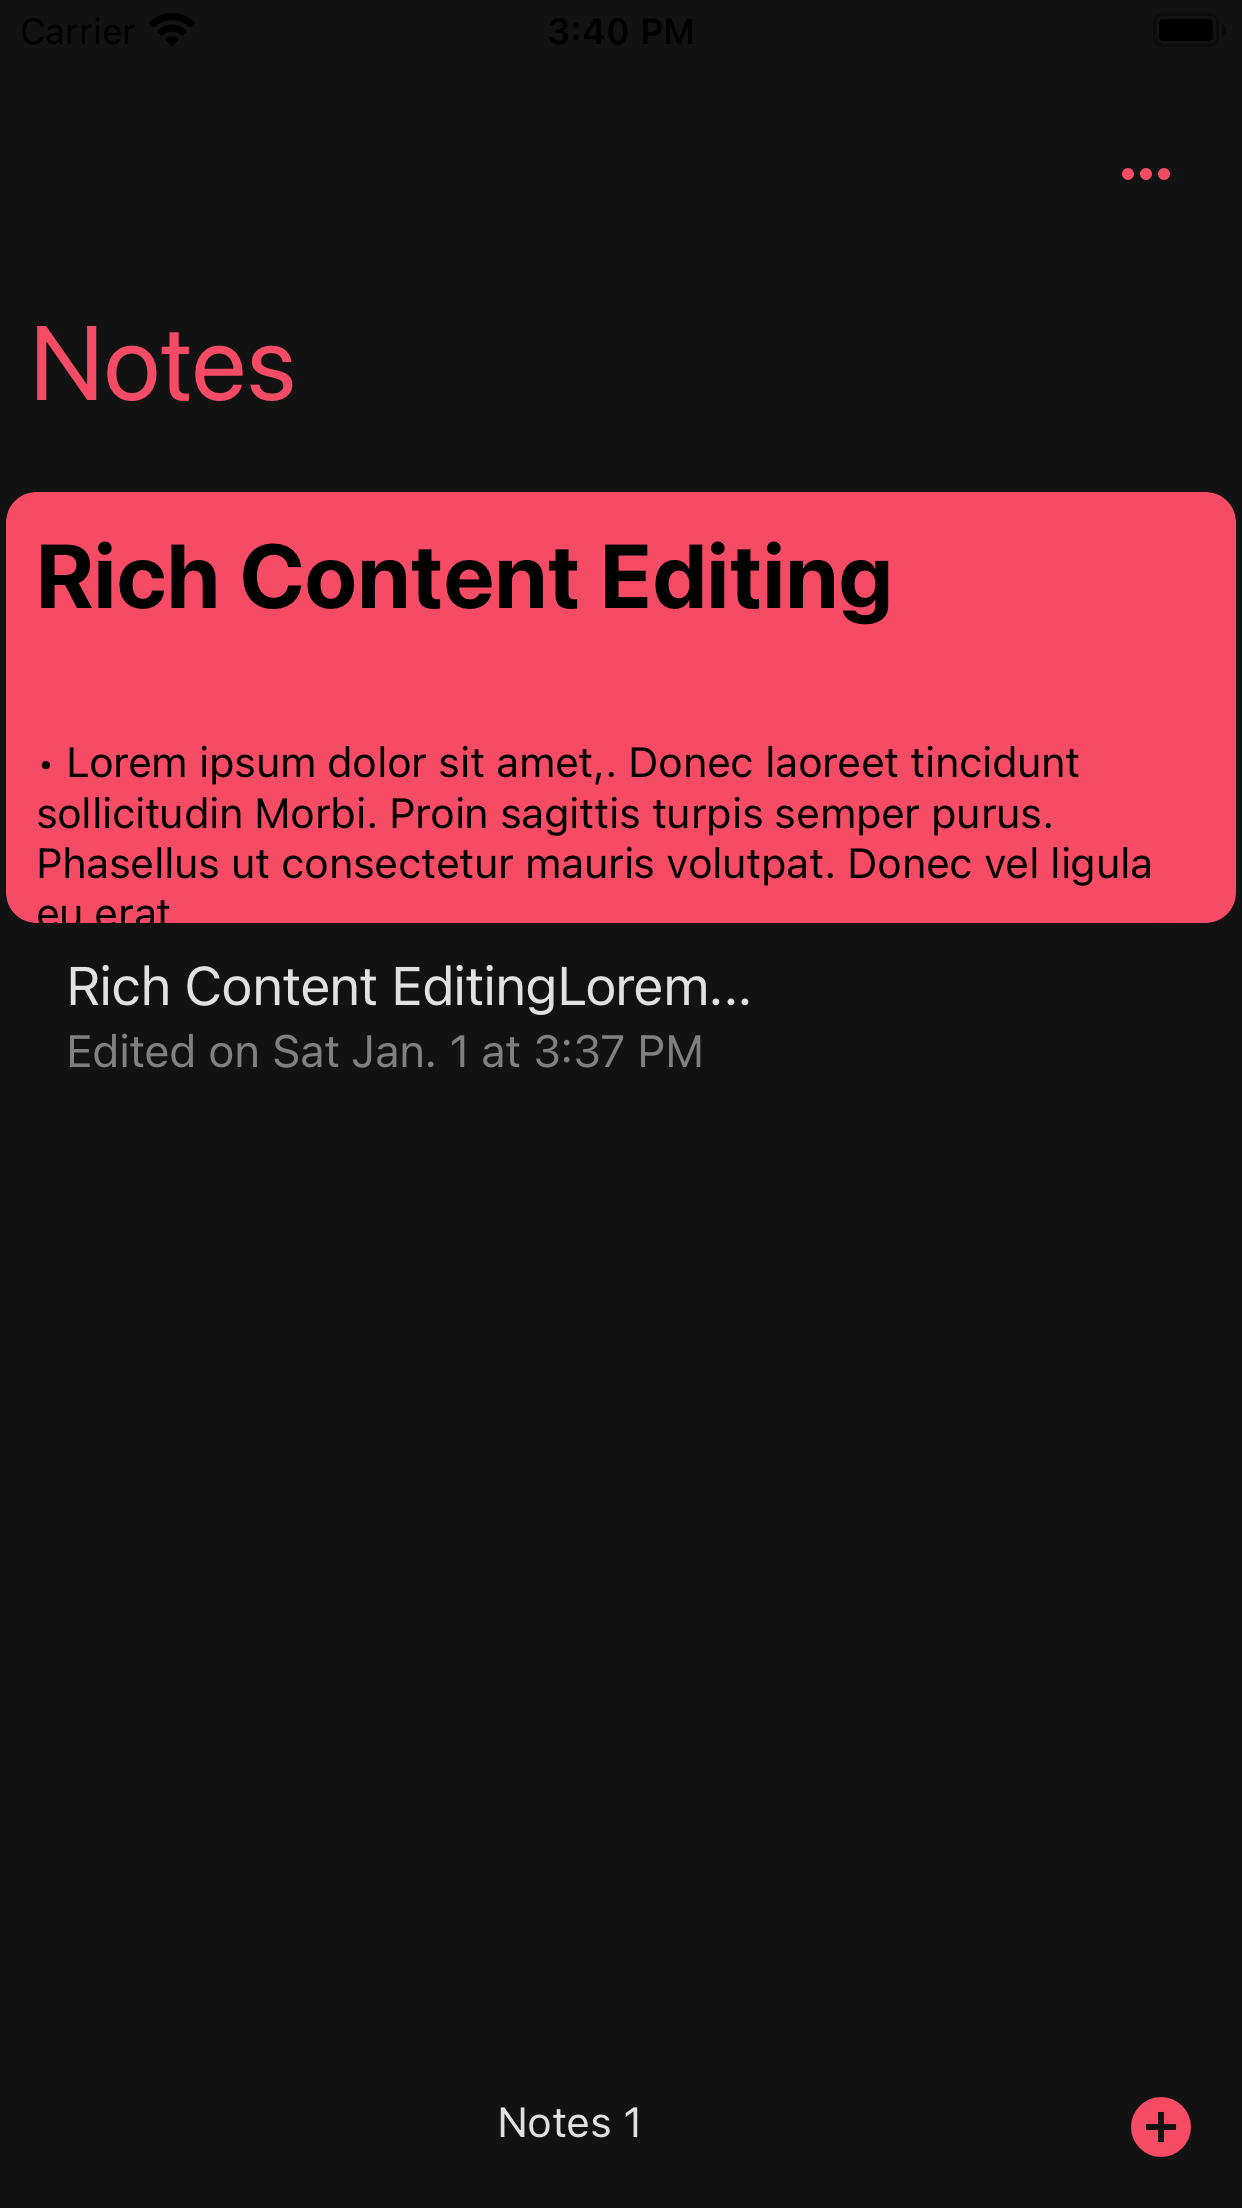 Carrier
3:40 PM
Notes
Rich Content Editing
• Lorem ipsum dolor sit amet,. Donec laoreet tincidunt
sollicitudin Morbi. Proin sagittis turpis semper purus.
Phasellus ut consectetur mauris volutpat. Donec vel ligula
eu erat
Rich Content EditingLorem...
Edited on Sat Jan. 1 at 3:37 PM
Notes 1